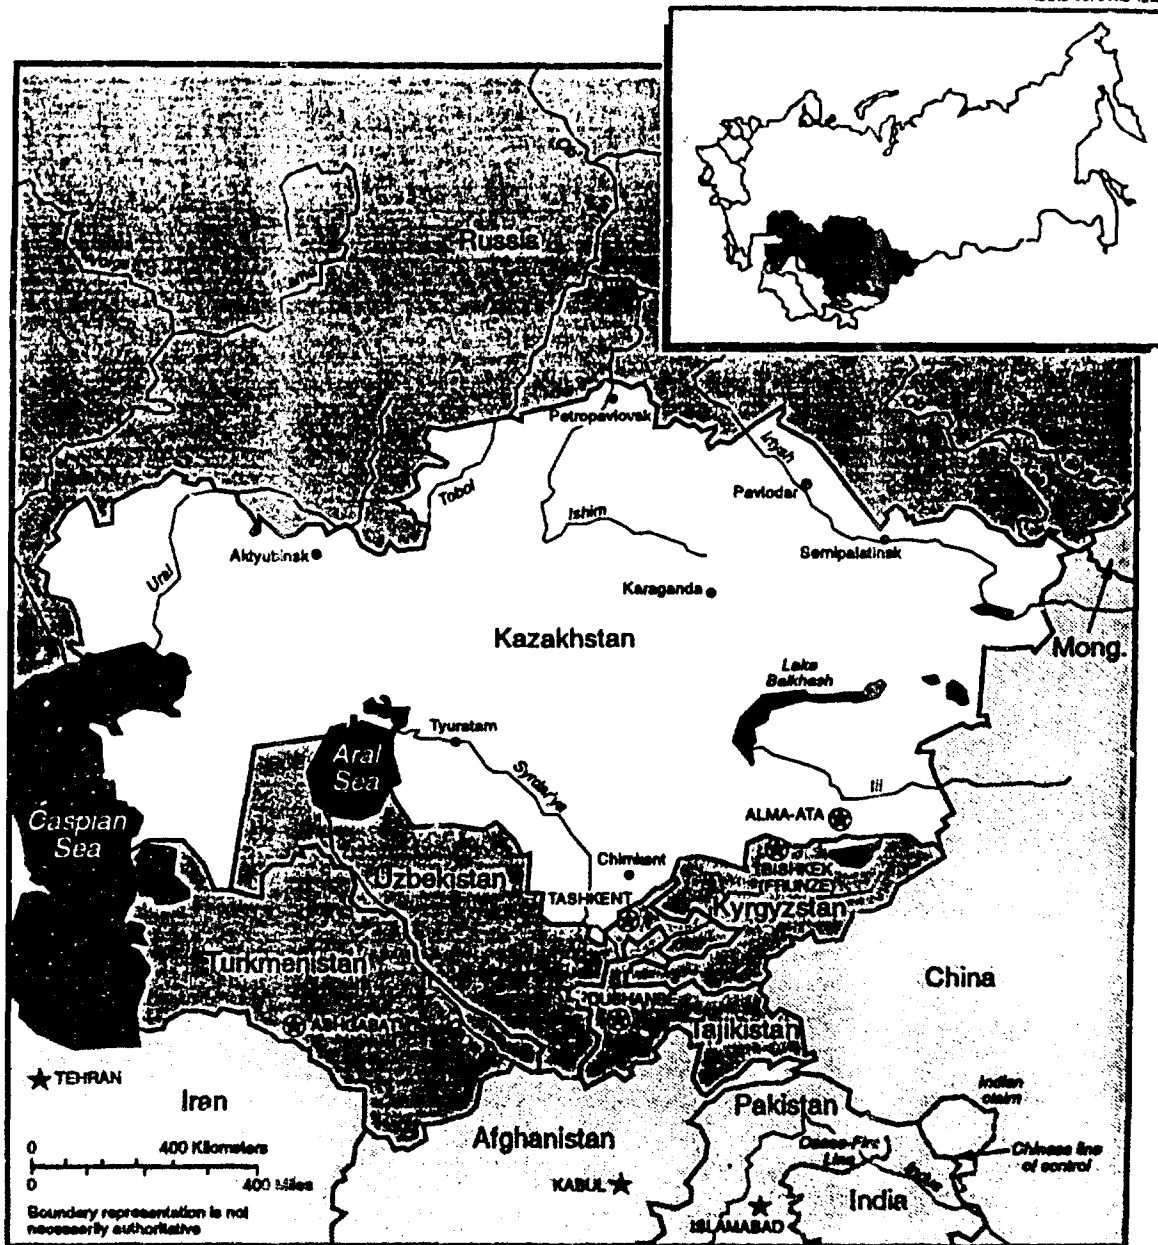 Russia
Petropavlovsk
Irtysh
Tobol
Pavlodar
Ishim
Aktyubinsk
Semipalatinsk
Ural
Karaganda
Kazakhstan
Mong.
Lake
Balkhash
Tyuratam
Aral
Sea
Syrdar'ya
Ili
ALMA-ATA
Caspian
Sea
Chimkent
BISHKEK
(FRUNZE)
Uzbekistan
TASHKENT
Kyrgyzstan
Turkmenistan
China
DUSHANBE
ASHGABAT
Tajikistan
TEHRAN
Indian
claim
Iran
Pakistan
0 400 Kilometers
Afghanistan
Cease-Fire
Line
Chinese line
of control
0 400 Miles
KABUL
Indus
India
Boundary representation is not
necessarily authoritative
ISLAMABAD